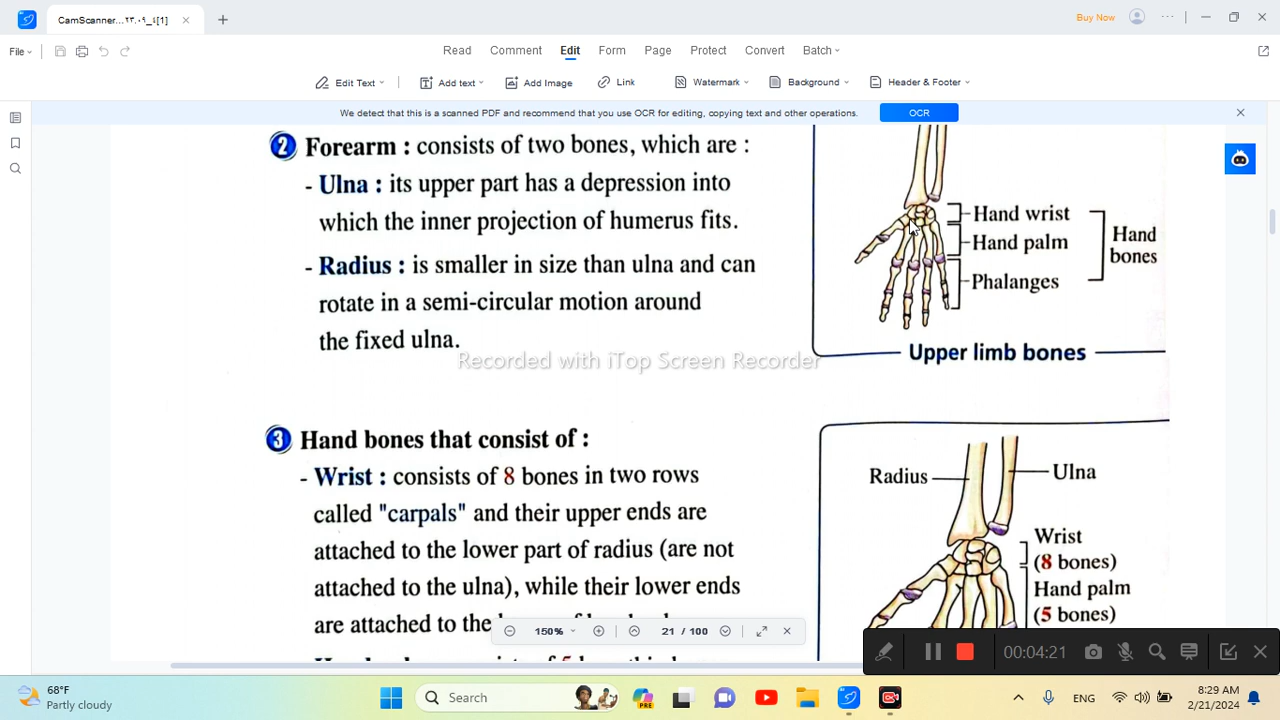 CamScanner...٢٣.٠٩_٤[1]
Buy Now
File
Read
Comment
Edit
Form
Page
Protect
Convert
Batch
Edit Text
Add text
Add Image
Link
Watermark
Background
Header & Footer
We detect that this is a scanned PDF and recommend that you use OCR for editing, copying text and other operations.
OCR
2 Forearm : consists of two bones, which are :
- Ulna : its upper part has a depression into
which the inner projection of humerus fits.
- Radius : is smaller in size than ulna and can
rotate in a semi-circular motion around
the fixed ulna.
Hand wrist
Hand palm
Phalanges
Hand
bones
Upper limb bones
Recorded with iTop Screen Recorder
3 Hand bones that consist of :
- Wrist : consists of 8 bones in two rows
called "carpals" and their upper ends are
attached to the lower part of radius (are not
attached to the ulna), while their lower ends
are attached to the
Radius
Ulna
Wrist
(8 bones)
Hand palm
(5 bones)
150%
21 / 100
00:04:21
68°F
Partly cloudy
Search
PRE
ENG
8:29 AM
2/21/2024